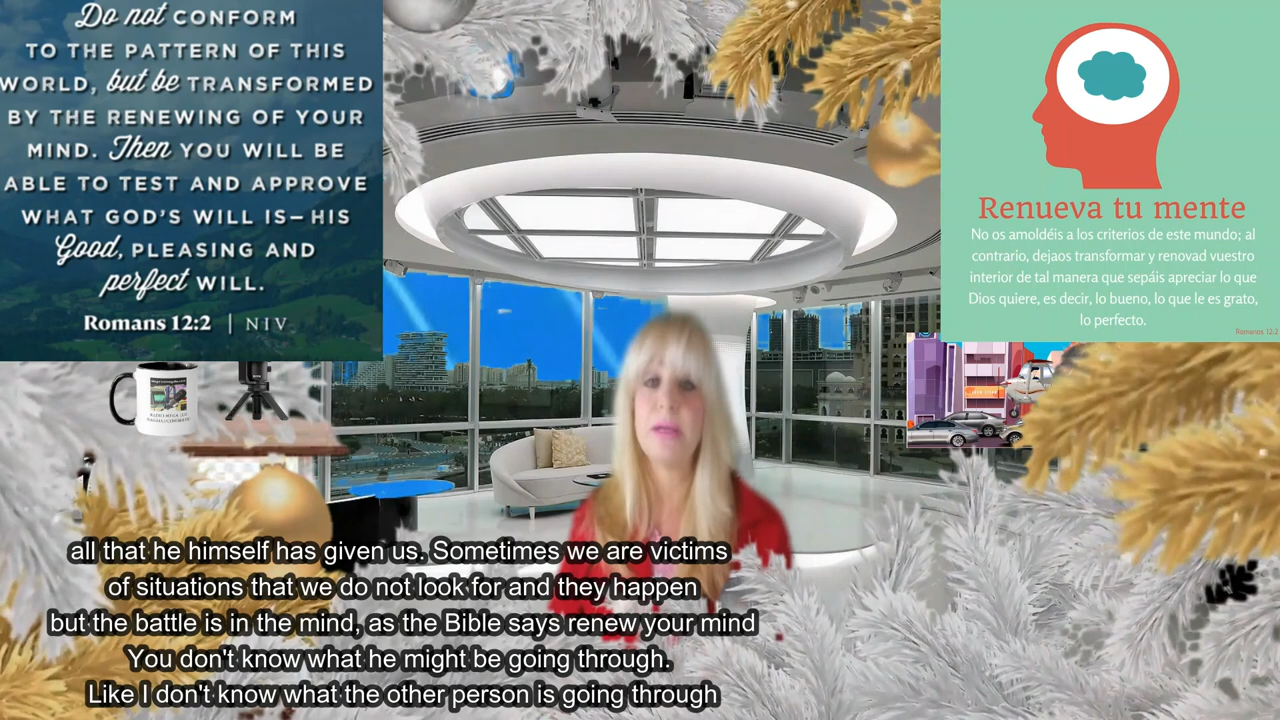 Do not CONFORM
TO THE PATTERN OF THIS
WORLD, but be TRANSFORMED
BY THE RENEWING OF YOUR
MIND. Then YOU WILL BE
ABLE TO TEST AND APPROVE
WHAT GOD'S WILL IS–HIS
Good, PLEASING AND
perfect WILL.
Romans 12:2 | NIV
Renueva tu mente
No os amoldéis a los criterios de este mundo; al
contrario, dejaos transformar y renovad vuestro
interior de tal manera que sepáis apreciar lo que
Dios quiere, es decir, lo bueno, lo que le es grato,
lo perfecto.
Romanos 12:2
all that he himself has given us. Sometimes we are victims
of situations that we do not look for and they happen
but the battle is in the mind, as the Bible says renew your mind
You don't know what he might be going through.
Like I don't know what the other person is going through